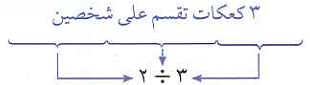 ٣ كعكات تقسم على شخصين
٣ ÷ ٢